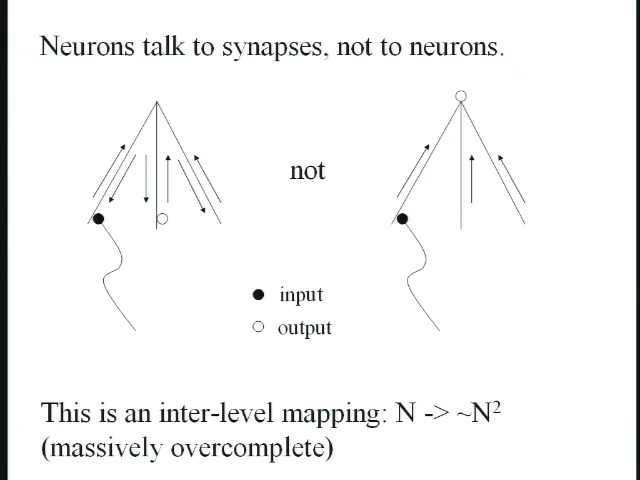 Neurons talk to synapses, not to neurons.
not
input
output
This is an inter-level mapping: N -> ~N²
(massively overcomplete)